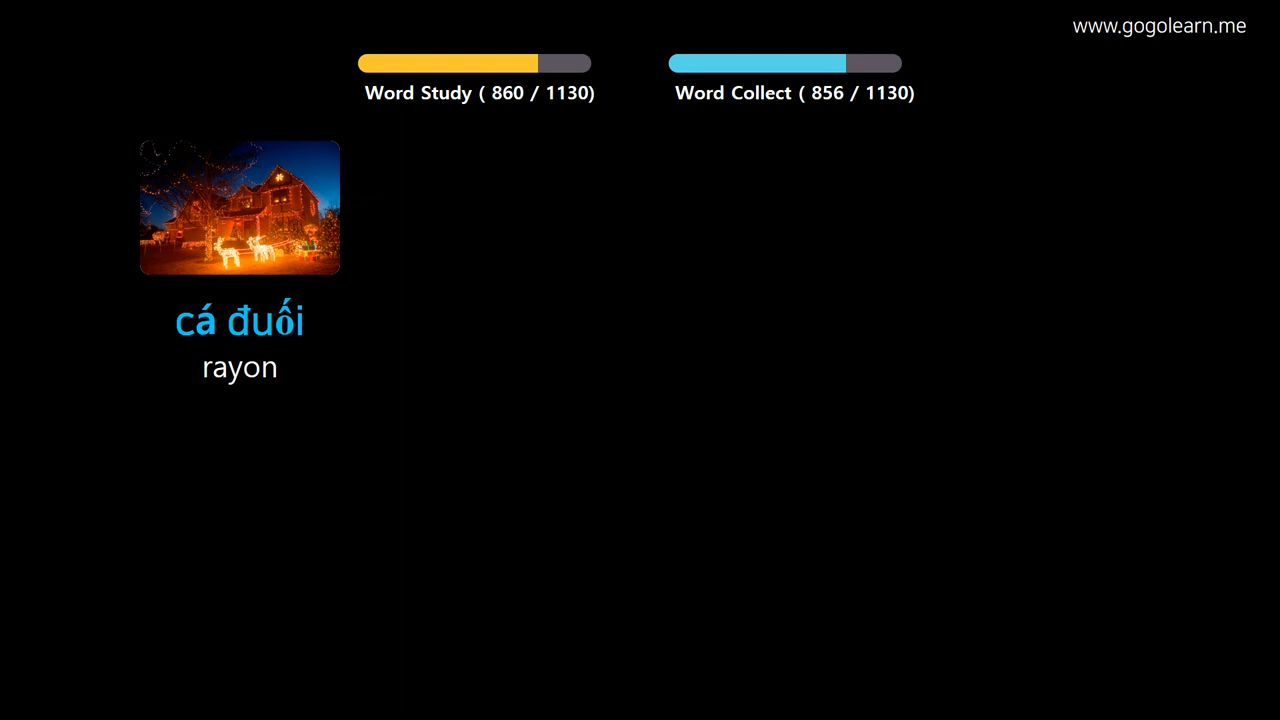 www.gogolearn.me
Word Study ( 860 / 1130)
Word Collect ( 856 / 1130)
cá đuối
rayon